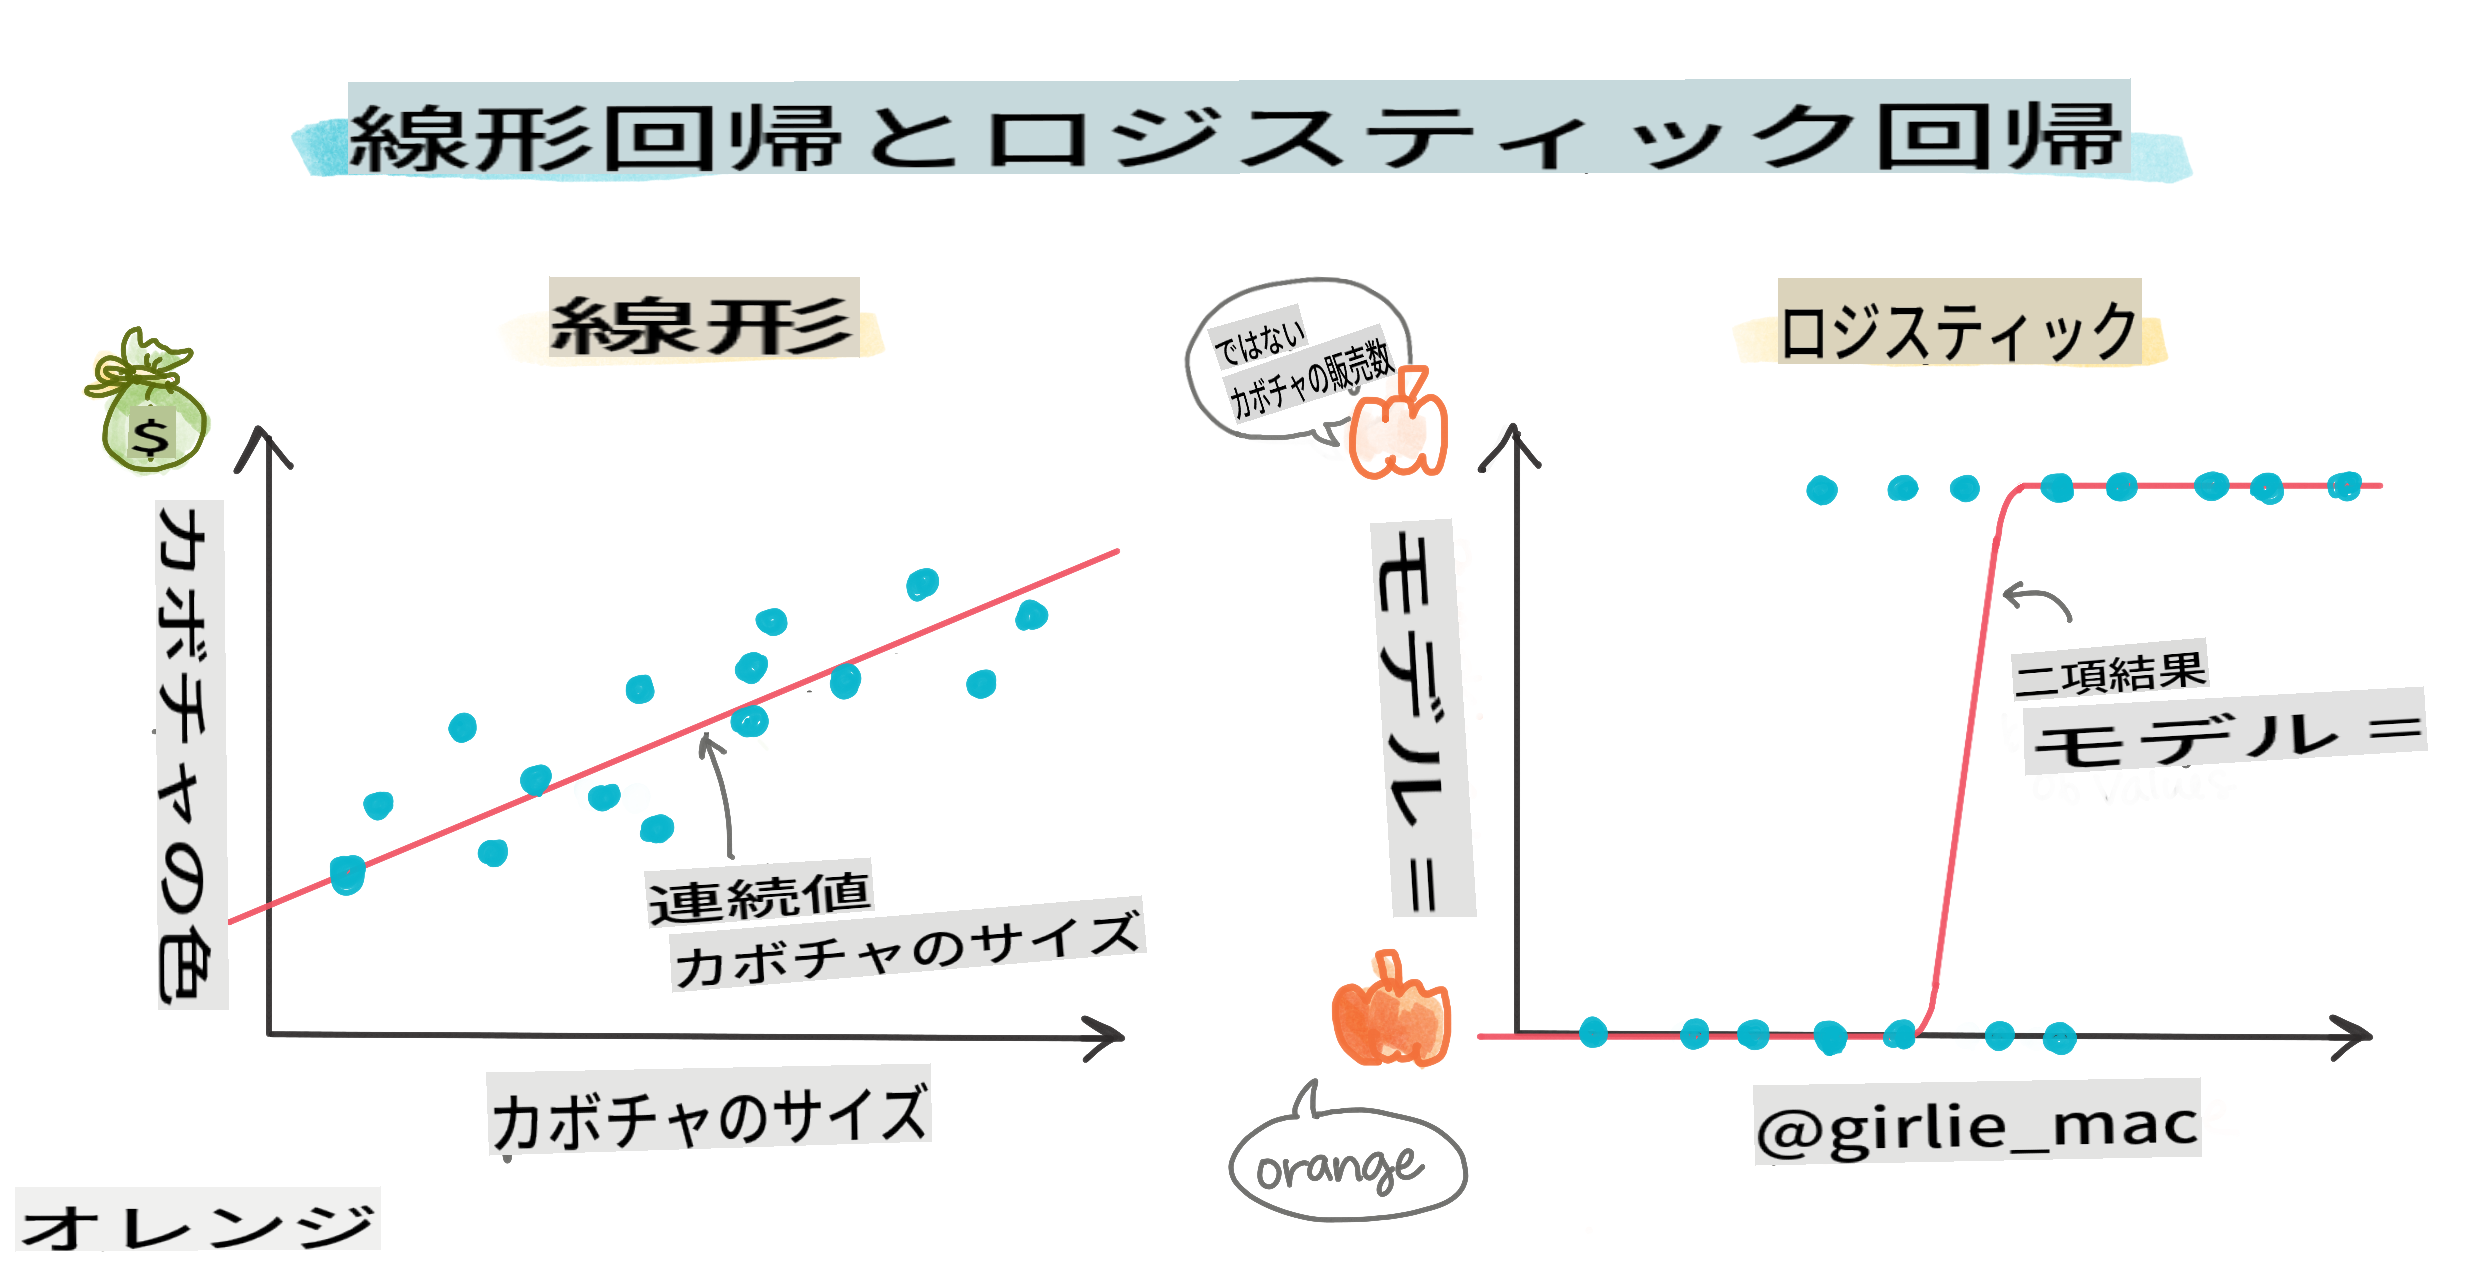 線形回帰とロジスティック回帰
線形
$
カボチャの色
連続値
カボチャのサイズ
カボチャのサイズ
オレンジ
ロジスティック
ではない
カボチャの販売数
モデル =
二項結果
モデル =
orange
@girlie_mac